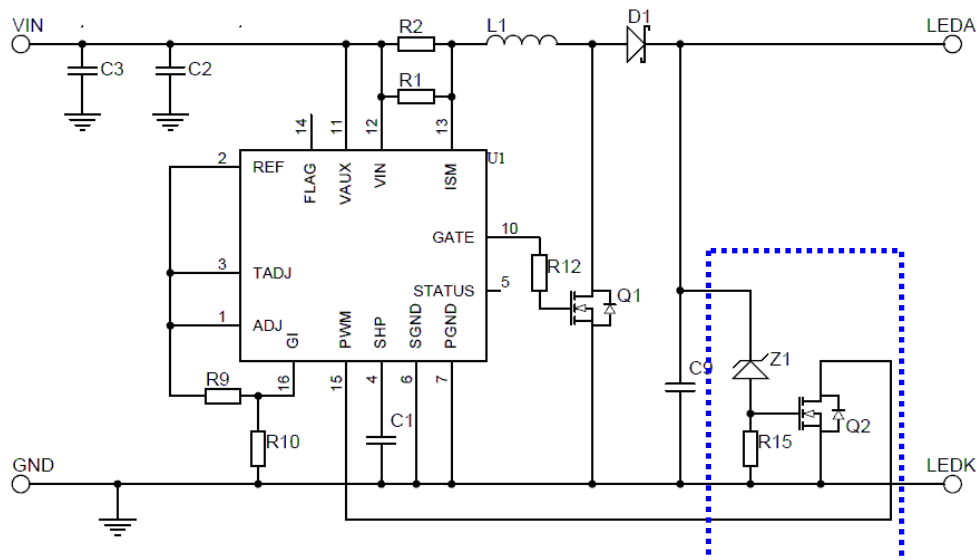 VIN
R2
L1
D1
LEDA
C3
C2
R1
14
11
12
13
U1
2
REF
FLAG
VAUX
VIN
ISM
GATE
10
3
TADJ
R12
STATUS
5
Q1
1
ADJ
GI
PWM
SHP
SGND
PGND
C9
Z1
R9
16
15
4
6
7
Q2
R10
C1
R15
GND
LEDK